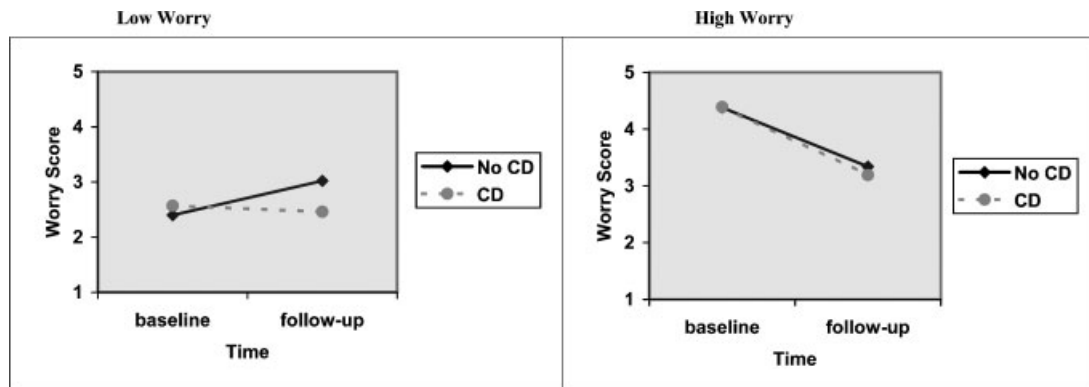 Low Worry
5
4
3
2
1
Worry Score
baseline follow-up
Time
No CD
CD
High Worry
5
4
3
2
1
Worry Score
baseline follow-up
Time
No CD
CD